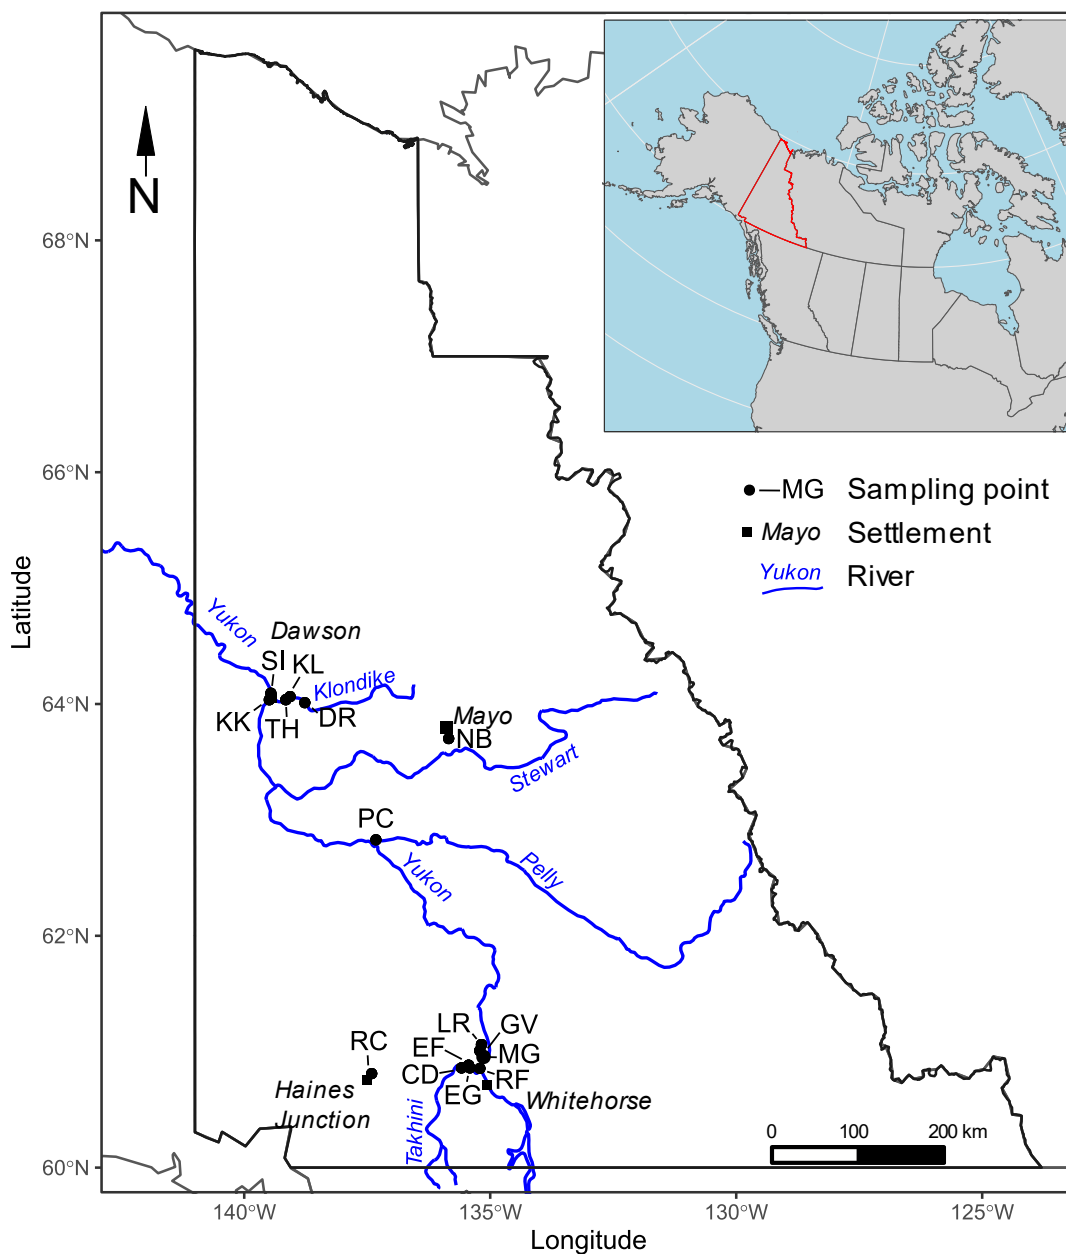 N
68°N
66°N
64°N
62°N
60°N
Latitude
MG Sampling point
Mayo Settlement
Yukon River
Yukon
Dawson
SI KL
Klondike
KK TH DR
Mayo
NB
Stewart
PC
Yukon
Pelly
LR GV
RC EF MG
CD EG RF
Haines
Junction
Whitehorse
Takhini
0 100 200 km
140°W 135°W 130°W 125°W
Longitude